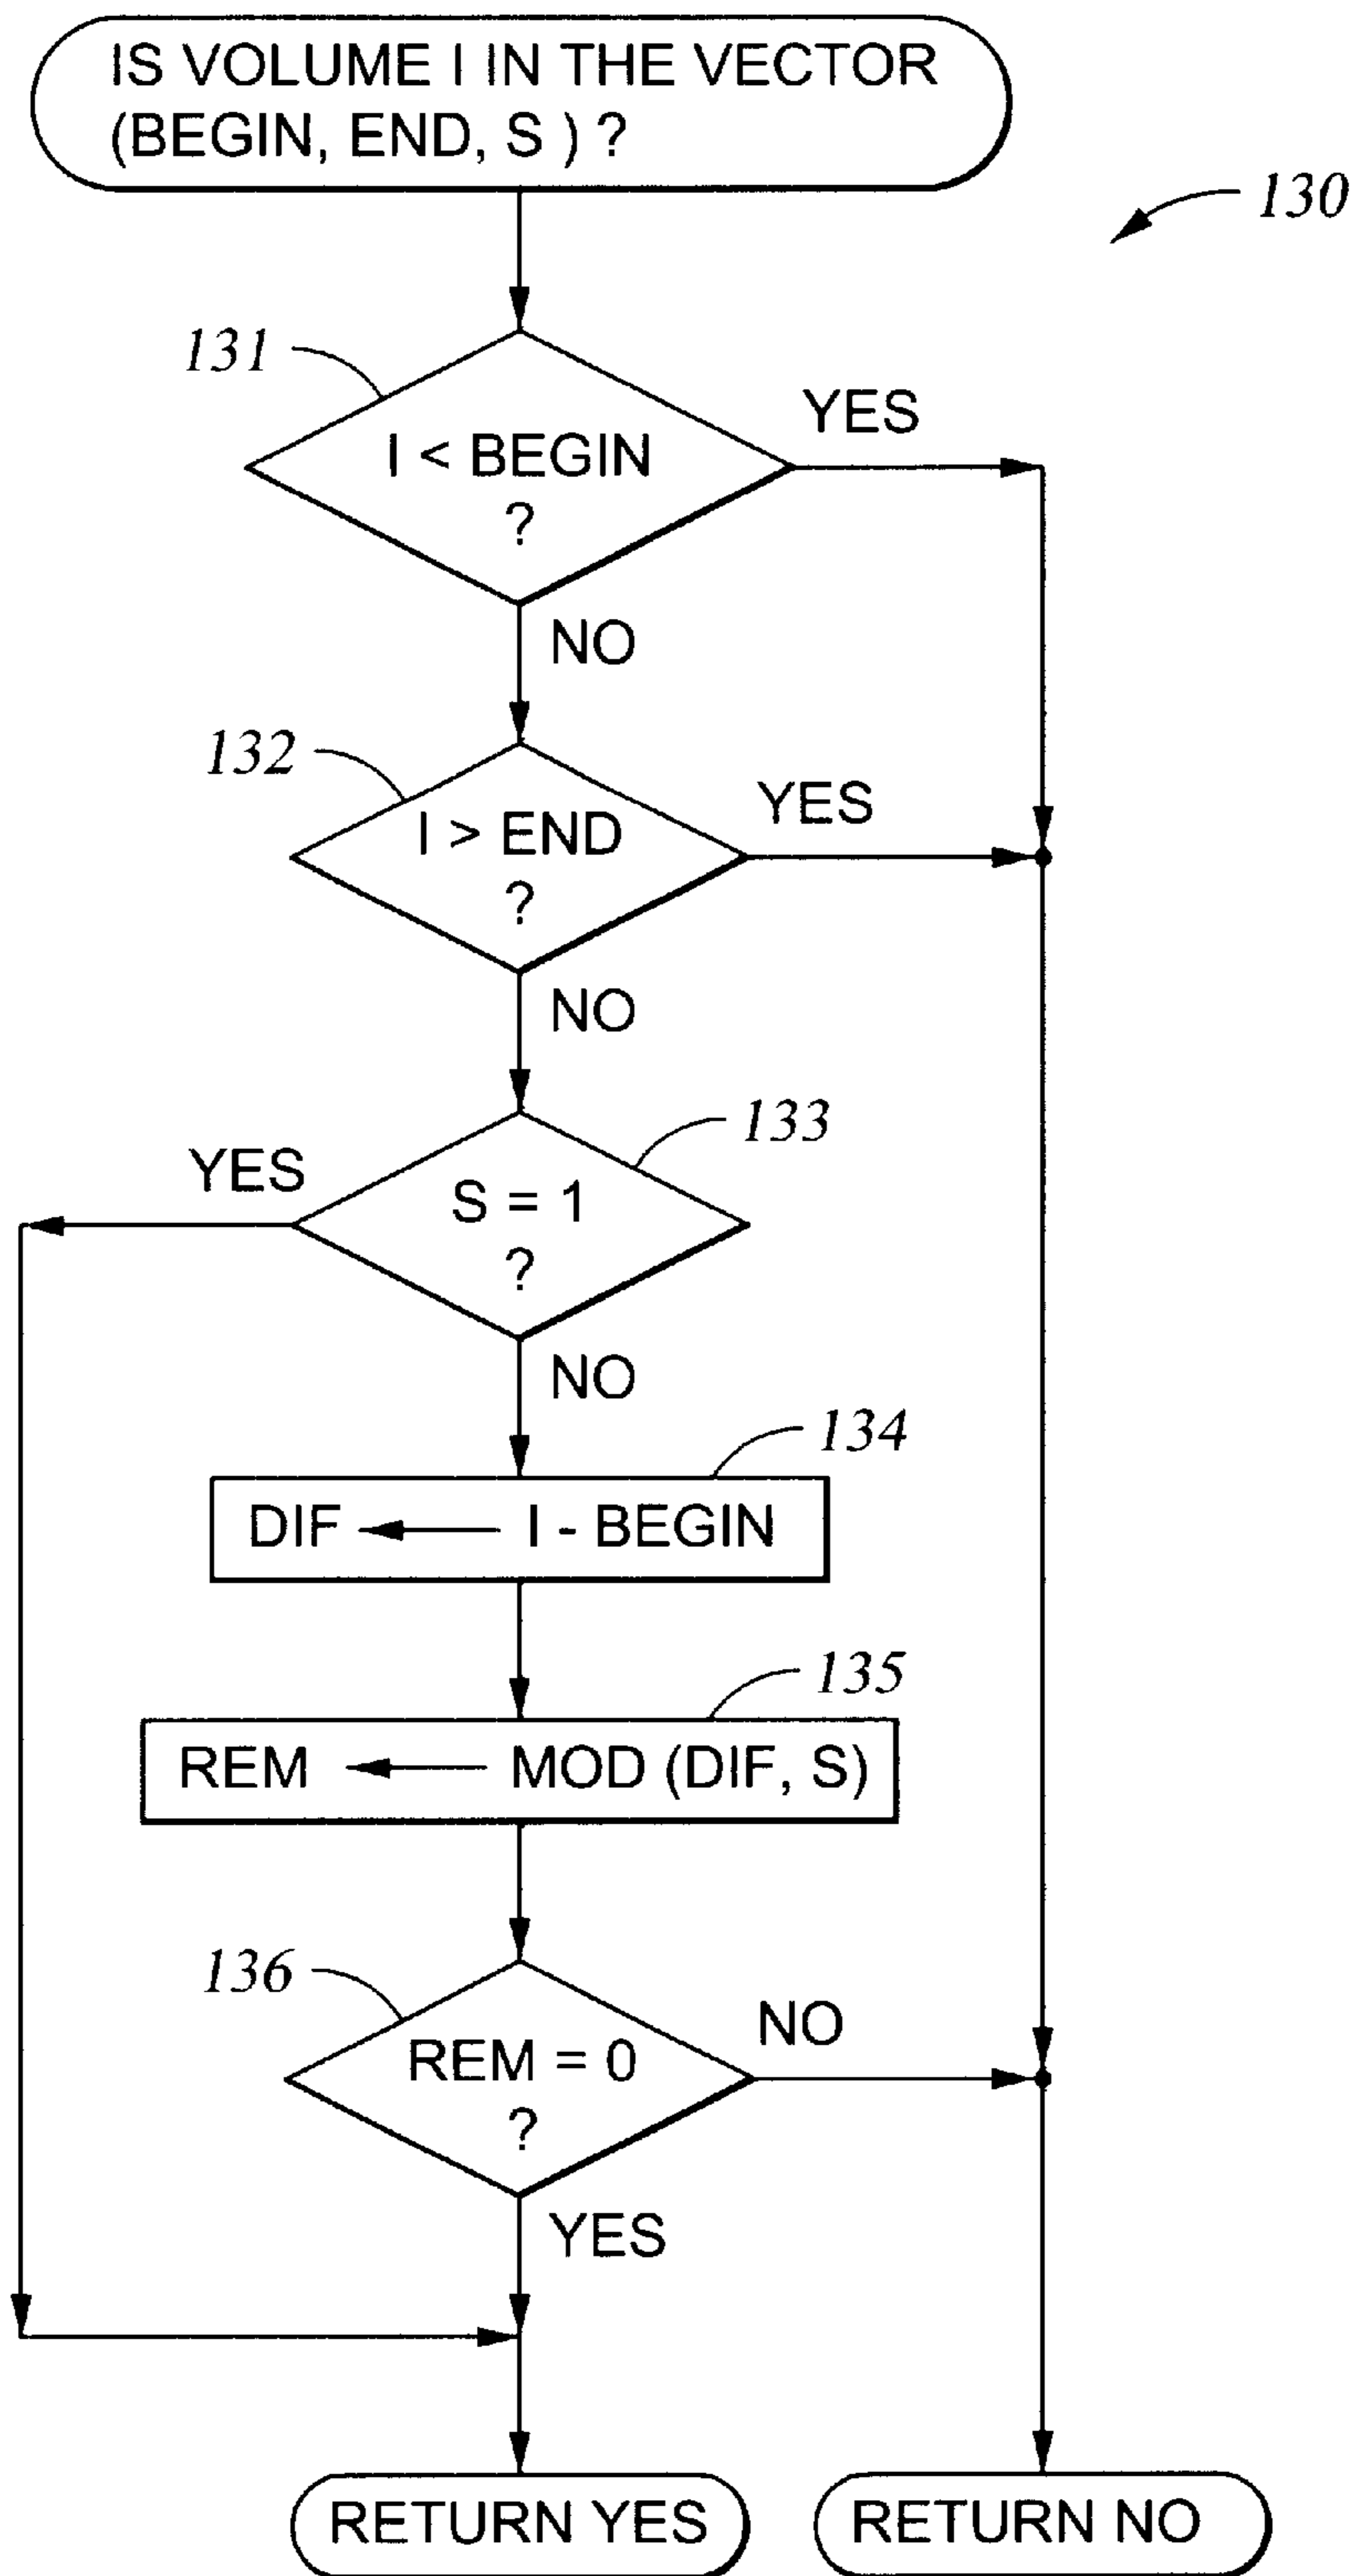 IS VOLUME I IN THE VECTOR
(BEGIN, END, S ) ?
130
131
I < BEGIN
?
YES
NO
132
I > END
?
YES
NO
133
YES
S = 1
?
NO
134
DIF ← I - BEGIN
135
REM ← MOD (DIF, S)
136
REM = 0
?
NO
YES
RETURN YES
RETURN NO